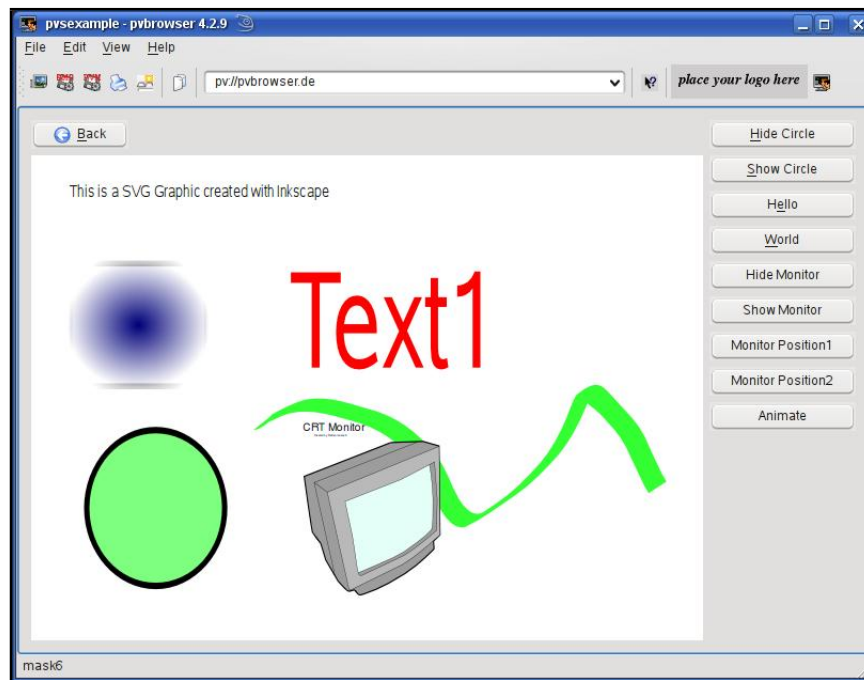 pvsexample - pvbrowser 4.2.9
File Edit View Help
pv://pvbrowser.de
place your logo here
Back
Hide Circle
Show Circle
Hello
World
Hide Monitor
Show Monitor
Monitor Position1
Monitor Position2
Animate
This is a SVG Graphic created with Inkscape
Text1
CRT Monitor
mask6